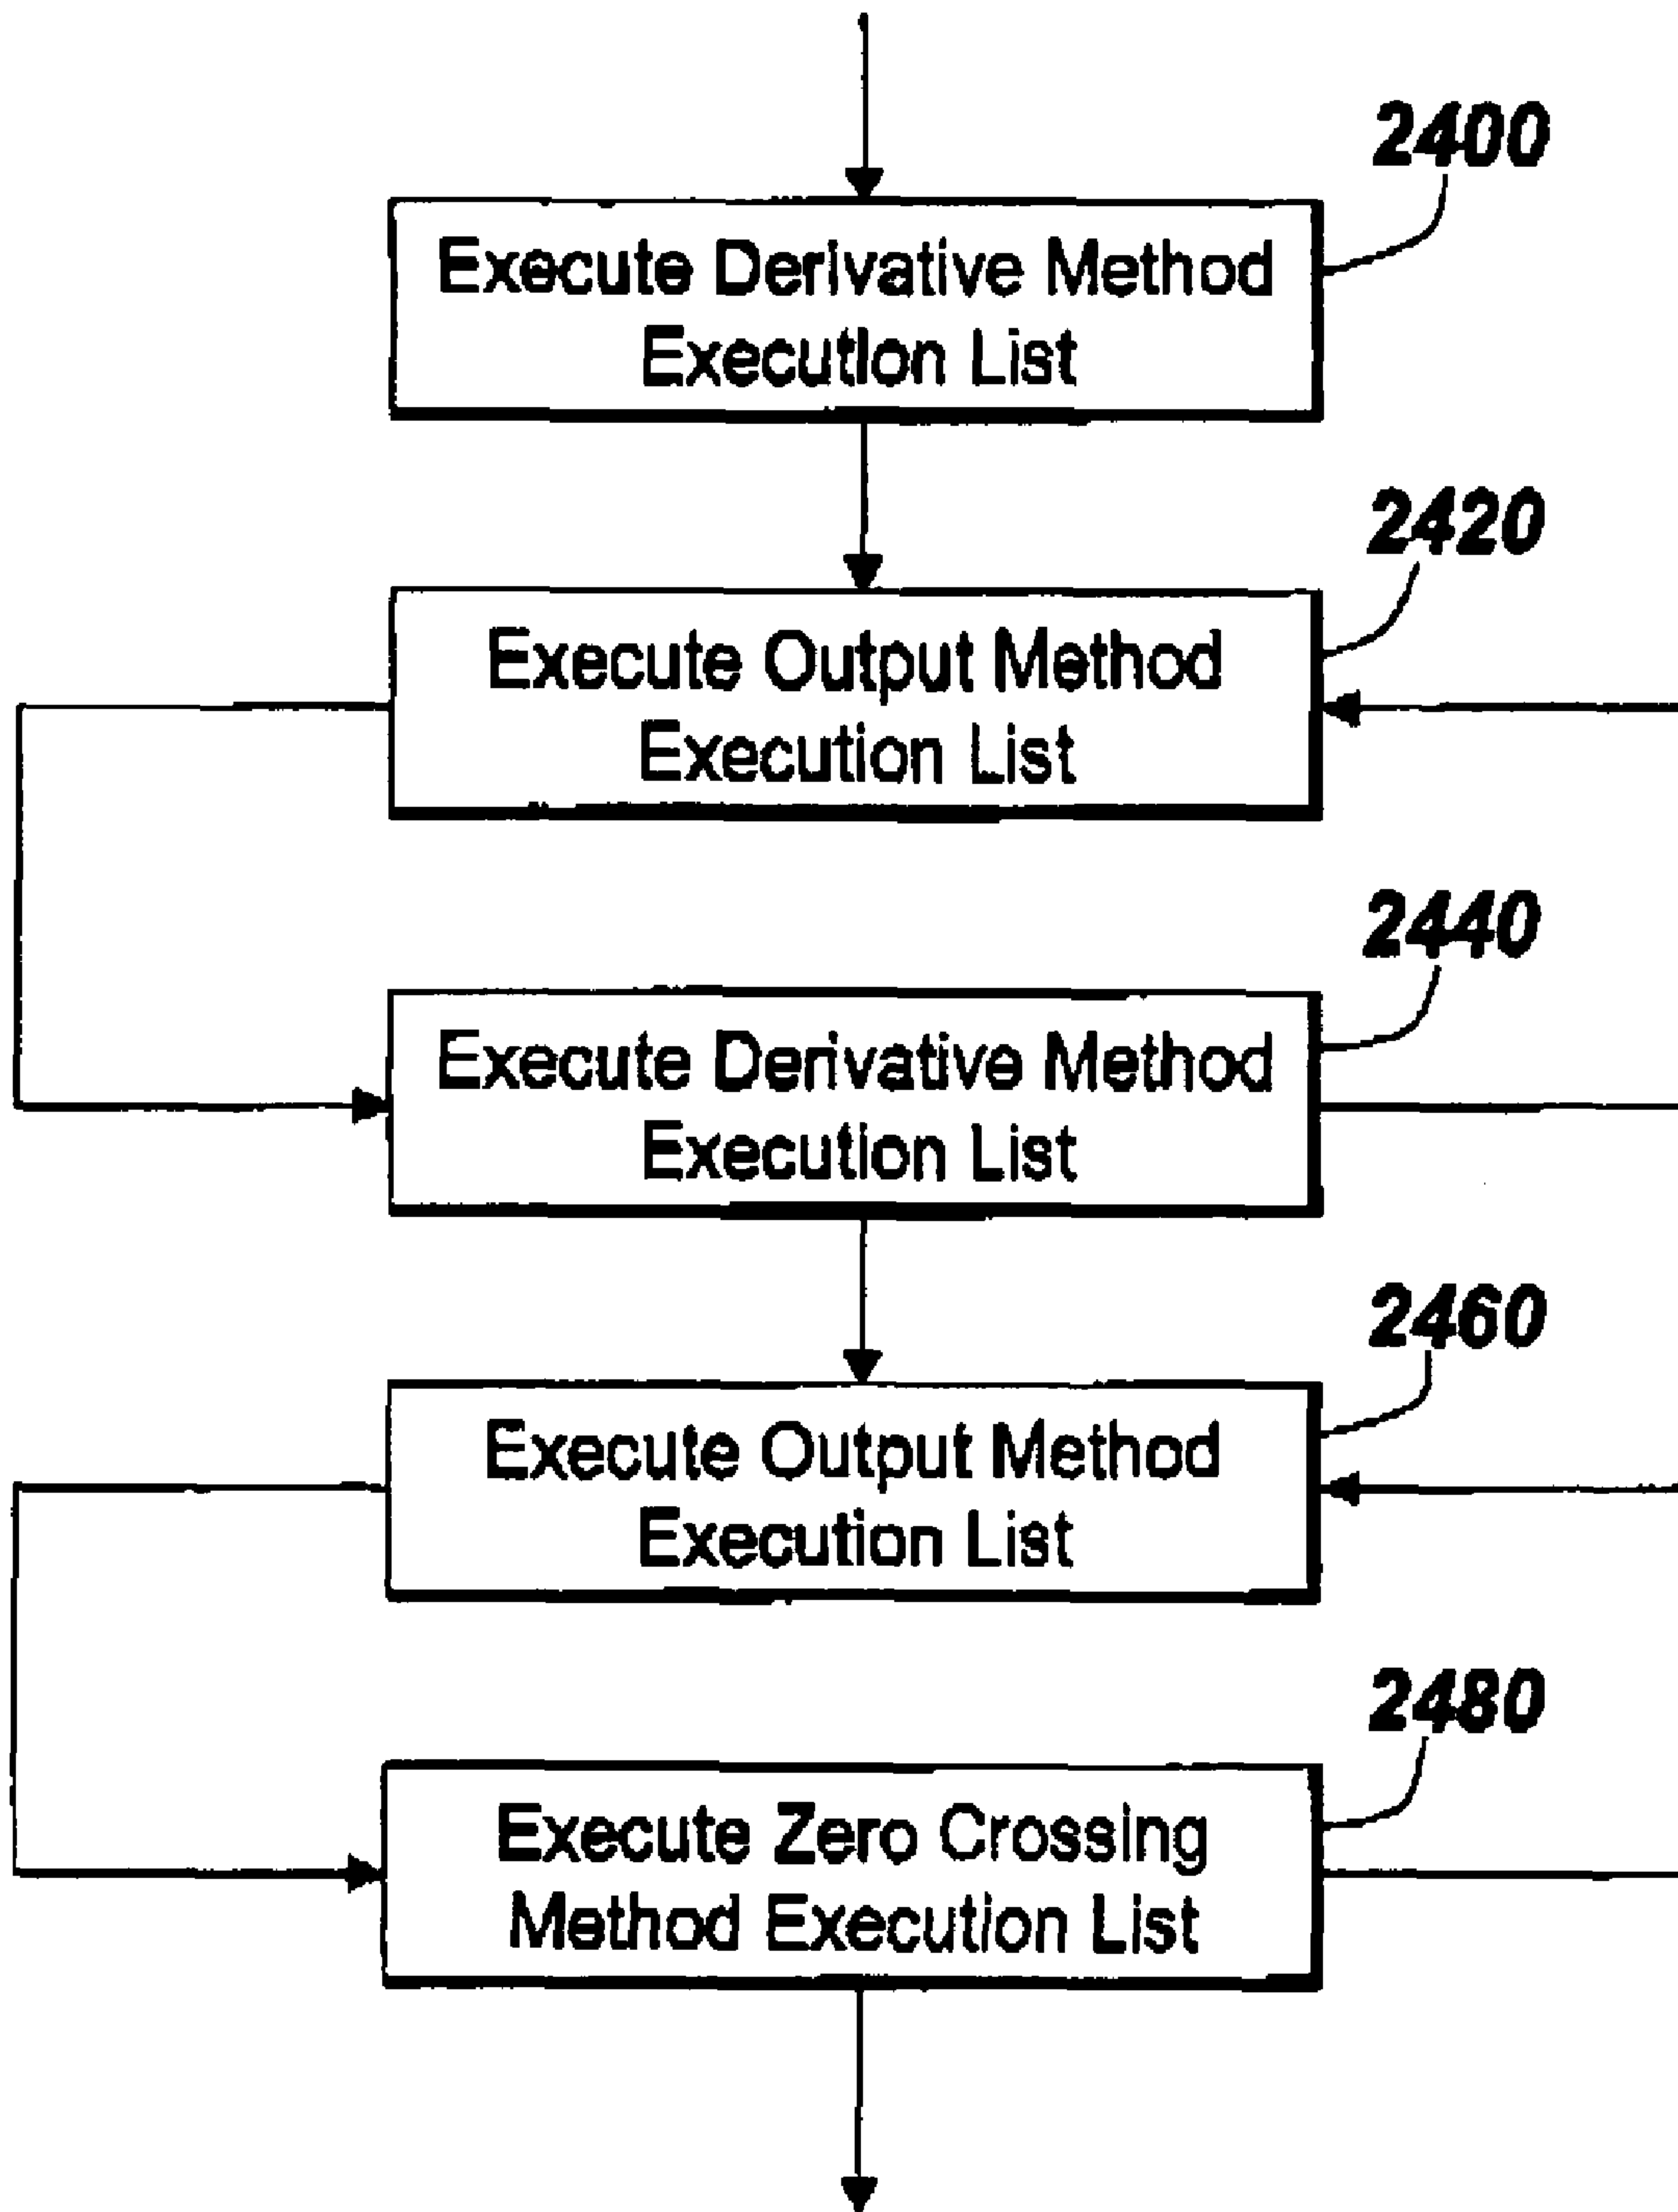 2400
Execute Derivative Method
Execution List
2420
Execute Output Method
Execution List
2440
Execute Derivative Method
Execution List
2460
Execute Output Method
Execution List
2480
Execute Zero Crossing
Method Execution List